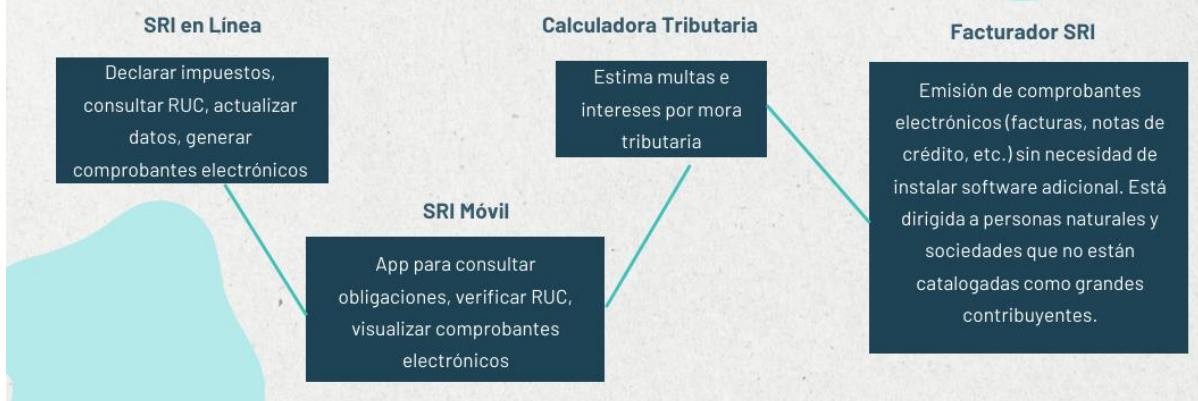 SRI en Línea
Declarar impuestos,
consultar RUC, actualizar
datos, generar
comprobantes electrónicos
SRI Móvil
App para consultar
obligaciones, verificar RUC,
visualizar comprobantes
electrónicos
Calculadora Tributaria
Estima multas e
intereses por mora
tributaria
Facturador SRI
Emisión de comprobantes
electrónicos (facturas, notas de
crédito, etc.) sin necesidad de
instalar software adicional. Está
dirigida a personas naturales y
sociedades que no están
catalogadas como grandes
contribuyentes.